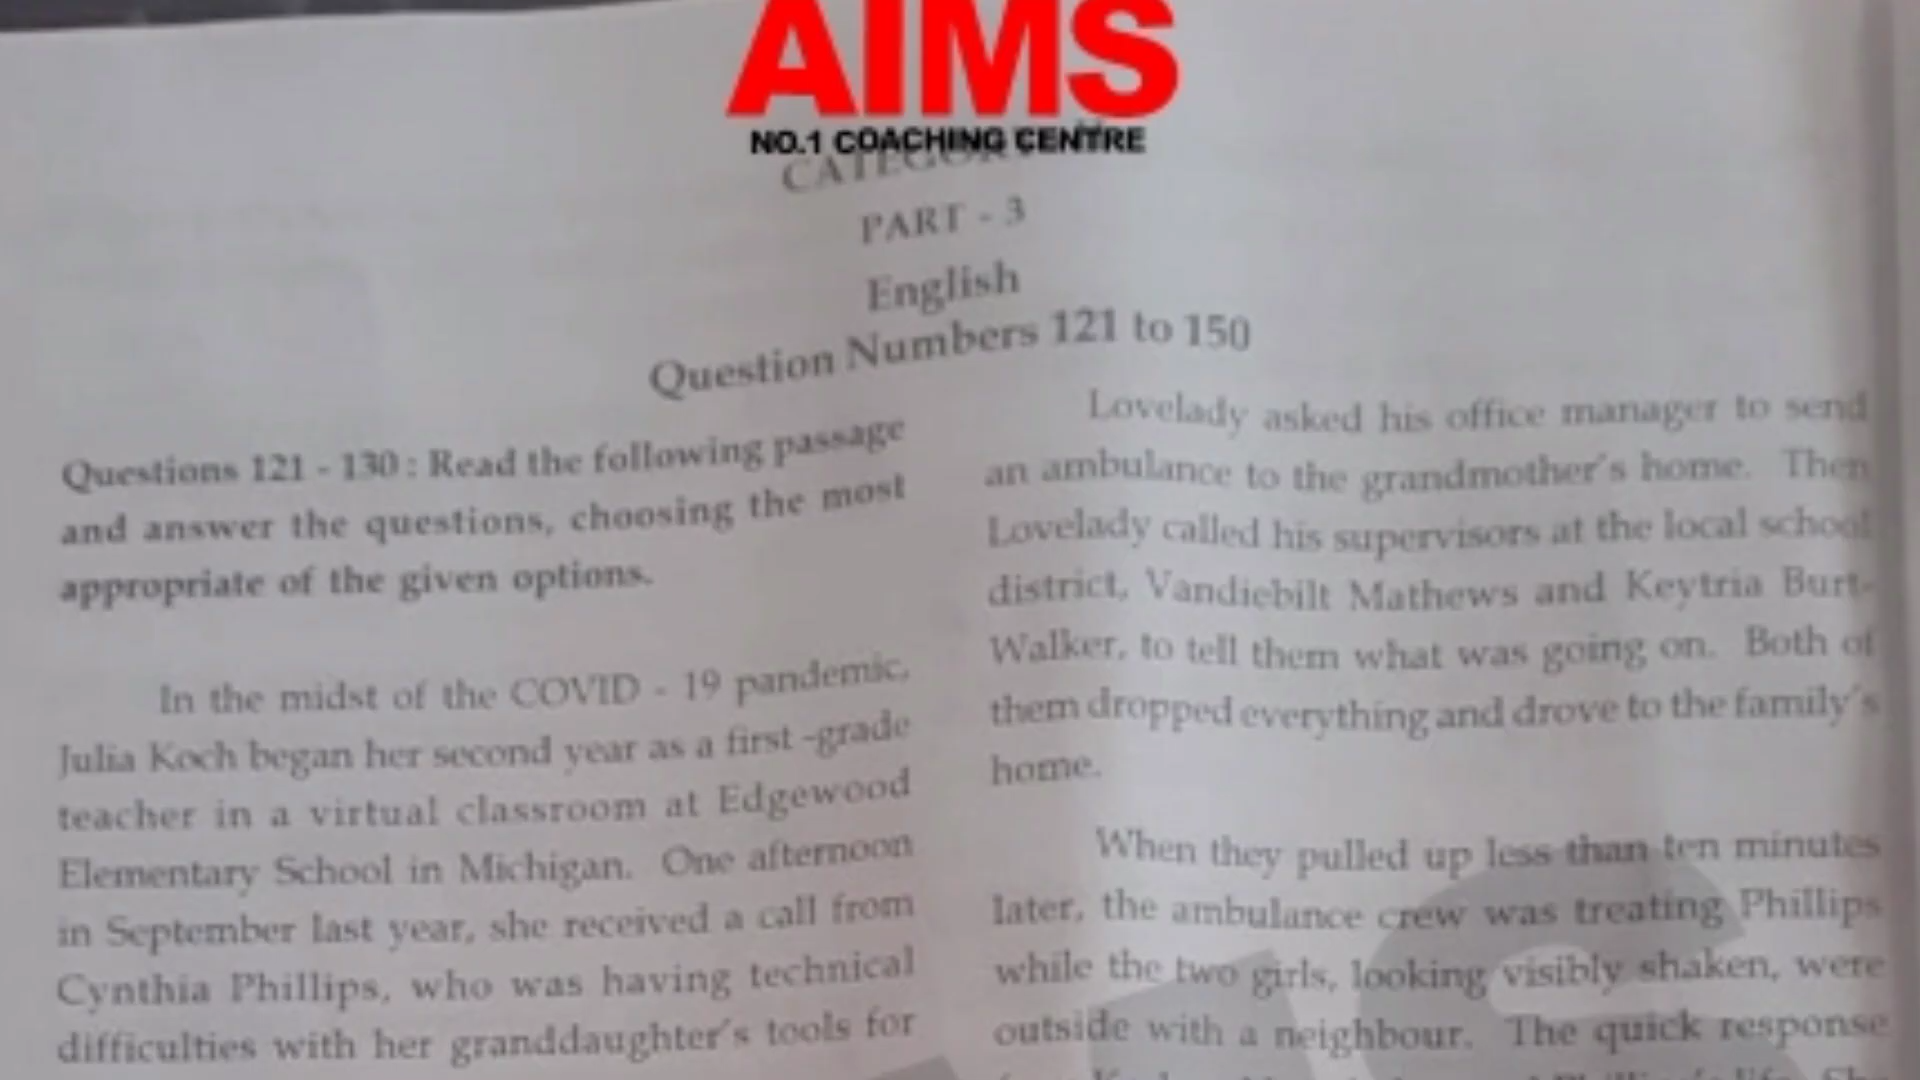 AIMS
NO.1 COACHING CENTRE
PART - 3
English
Question Numbers 121 to 150
Questions 121 - 130 : Read the following passage
and answer the questions, choosing the most
appropriate of the given options.
In the midst of the COVID - 19 pandemic,
Julia Koch began her second year as a first -grade
teacher in a virtual classroom at Edgewood
Elementary School in Michigan. One afternoon
in September last year, she received a call from
Cynthia Phillips, who was having technical
difficulties with her granddaughter's tools for
Lovelady asked his office manager to send
an ambulance to the grandmother's home. Then
Lovelady called his supervisors at the local school
district, Vandiebilt Mathews and Keytria Burt-
Walker, to tell them what was going on. Both of
them dropped everything and drove to the family's
home.
When they pulled up less than ten minutes
later, the ambulance crew was treating Phillips
while the two girls, looking visibly shaken, were
outside with a neighbour. The quick response